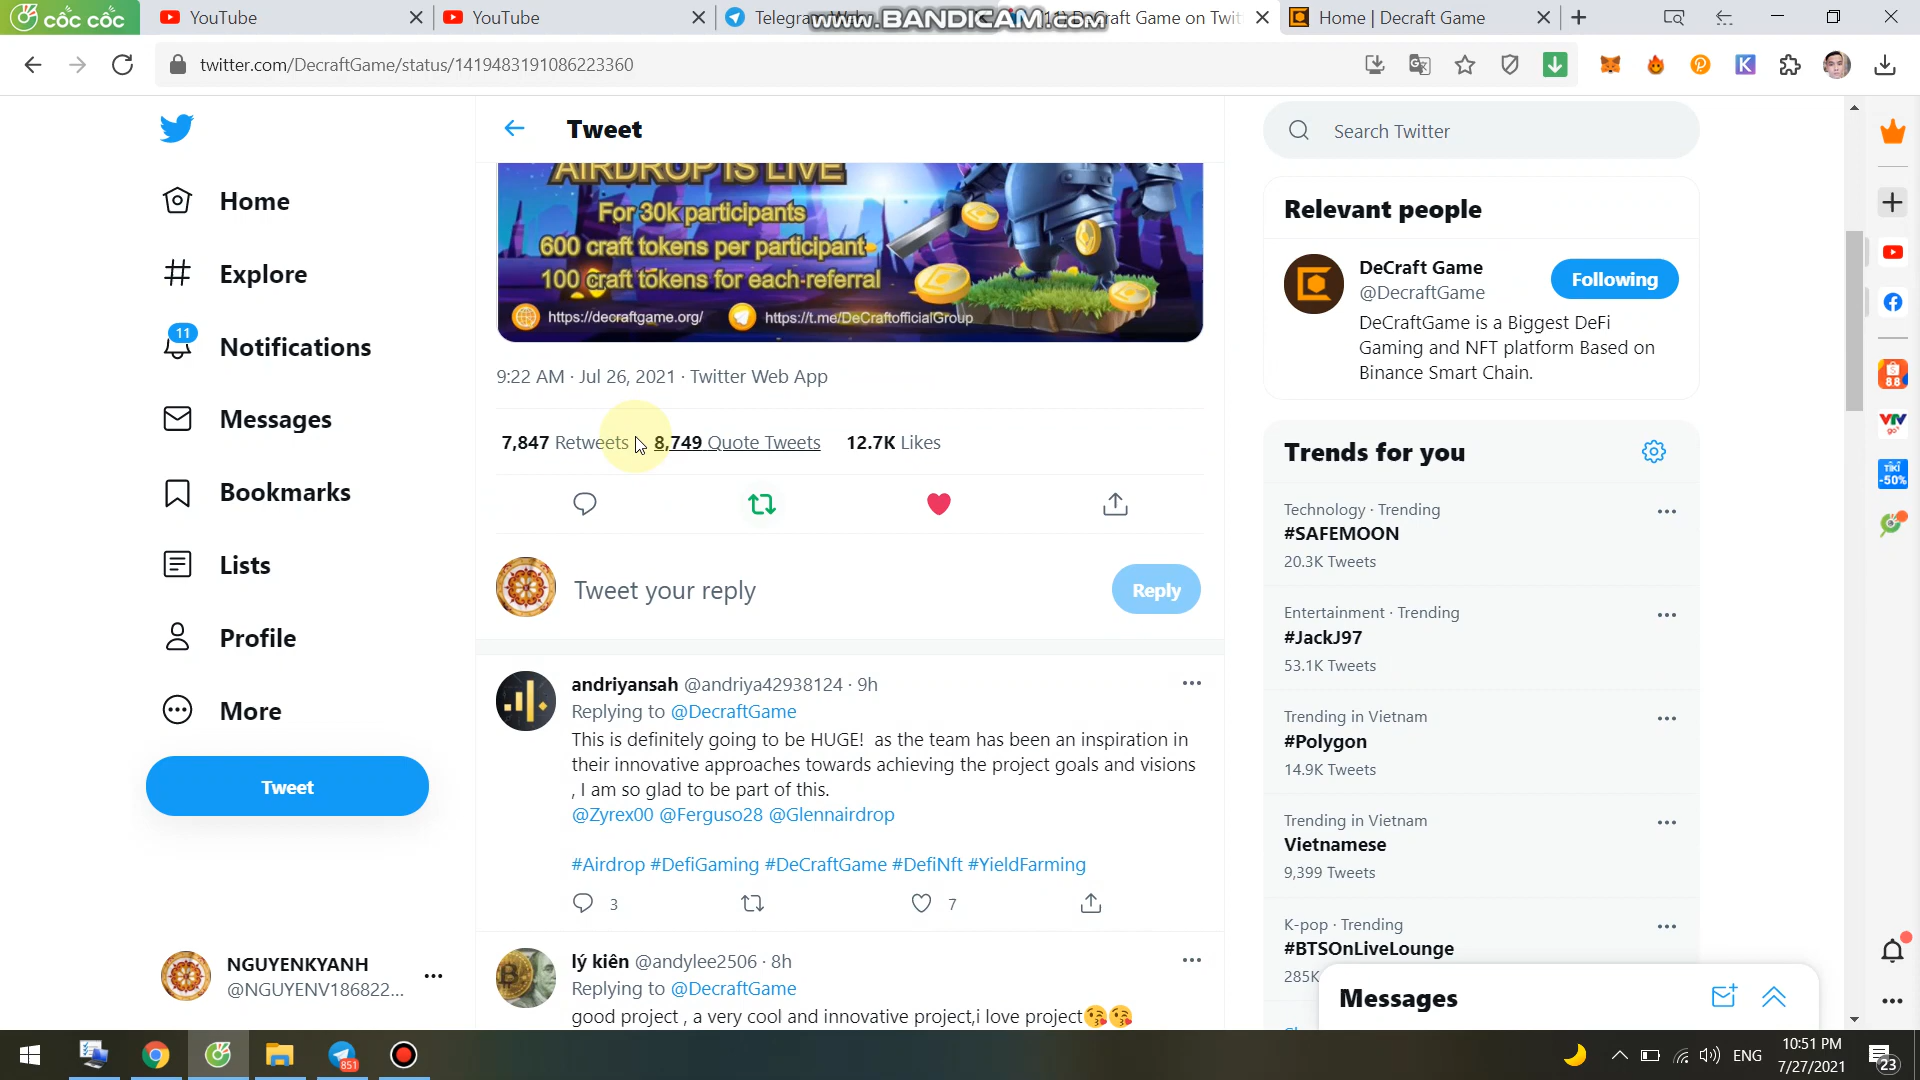 cốc cốc
YouTube
YouTube
Telegra
www.BANDICAM.com
Craft Game on Twit
Home | Decraft Game
twitter.com/DecraftGame/status/1419483191086223360
Home
Explore
11
Notifications
Messages
Bookmarks
Lists
Profile
More
Tweet
NGUYENKYANH
@NGUYENV186822...
Tweet
AIRDROP IS LIVE
For 30k participants
600 craft tokens per participant
100 craft tokens for each-referral
https://decraftgame.org/
https://t.me/DeCraftofficialGroup
9:22 AM · Jul 26, 2021 · Twitter Web App
7,847 Retweets 8,749 Quote Tweets 12.7K Likes
Tweet your reply
Reply
andriyansah @andriya42938124 · 9h
Replying to @DecraftGame
This is definitely going to be HUGE! as the team has been an inspiration in
their innovative approaches towards achieving the project goals and visions
, I am so glad to be part of this.
@Zyrex00 @Ferguso28 @Glennairdrop
#Airdrop #DefiGaming #DeCraftGame #DefiNft #YieldFarming
3
7
lý kiên @andylee2506 · 8h
Replying to @DecraftGame
good project , a very cool and innovative project,i love project😘😘
Search Twitter
Relevant people
DeCraft Game
@DecraftGame
Following
DeCraftGame is a Biggest DeFi
Gaming and NFT platform Based on
Binance Smart Chain.
Trends for you
Technology · Trending
#SAFEMOON
20.3K Tweets
Entertainment · Trending
#JackJ97
53.1K Tweets
Trending in Vietnam
#Polygon
14.9K Tweets
Trending in Vietnam
Vietnamese
9,399 Tweets
K-pop · Trending
#BTSOnLiveLounge
285K
Messages
8.8
VTV
go
TIKI
-50%
851
ENG
10:51 PM
7/27/2021
23